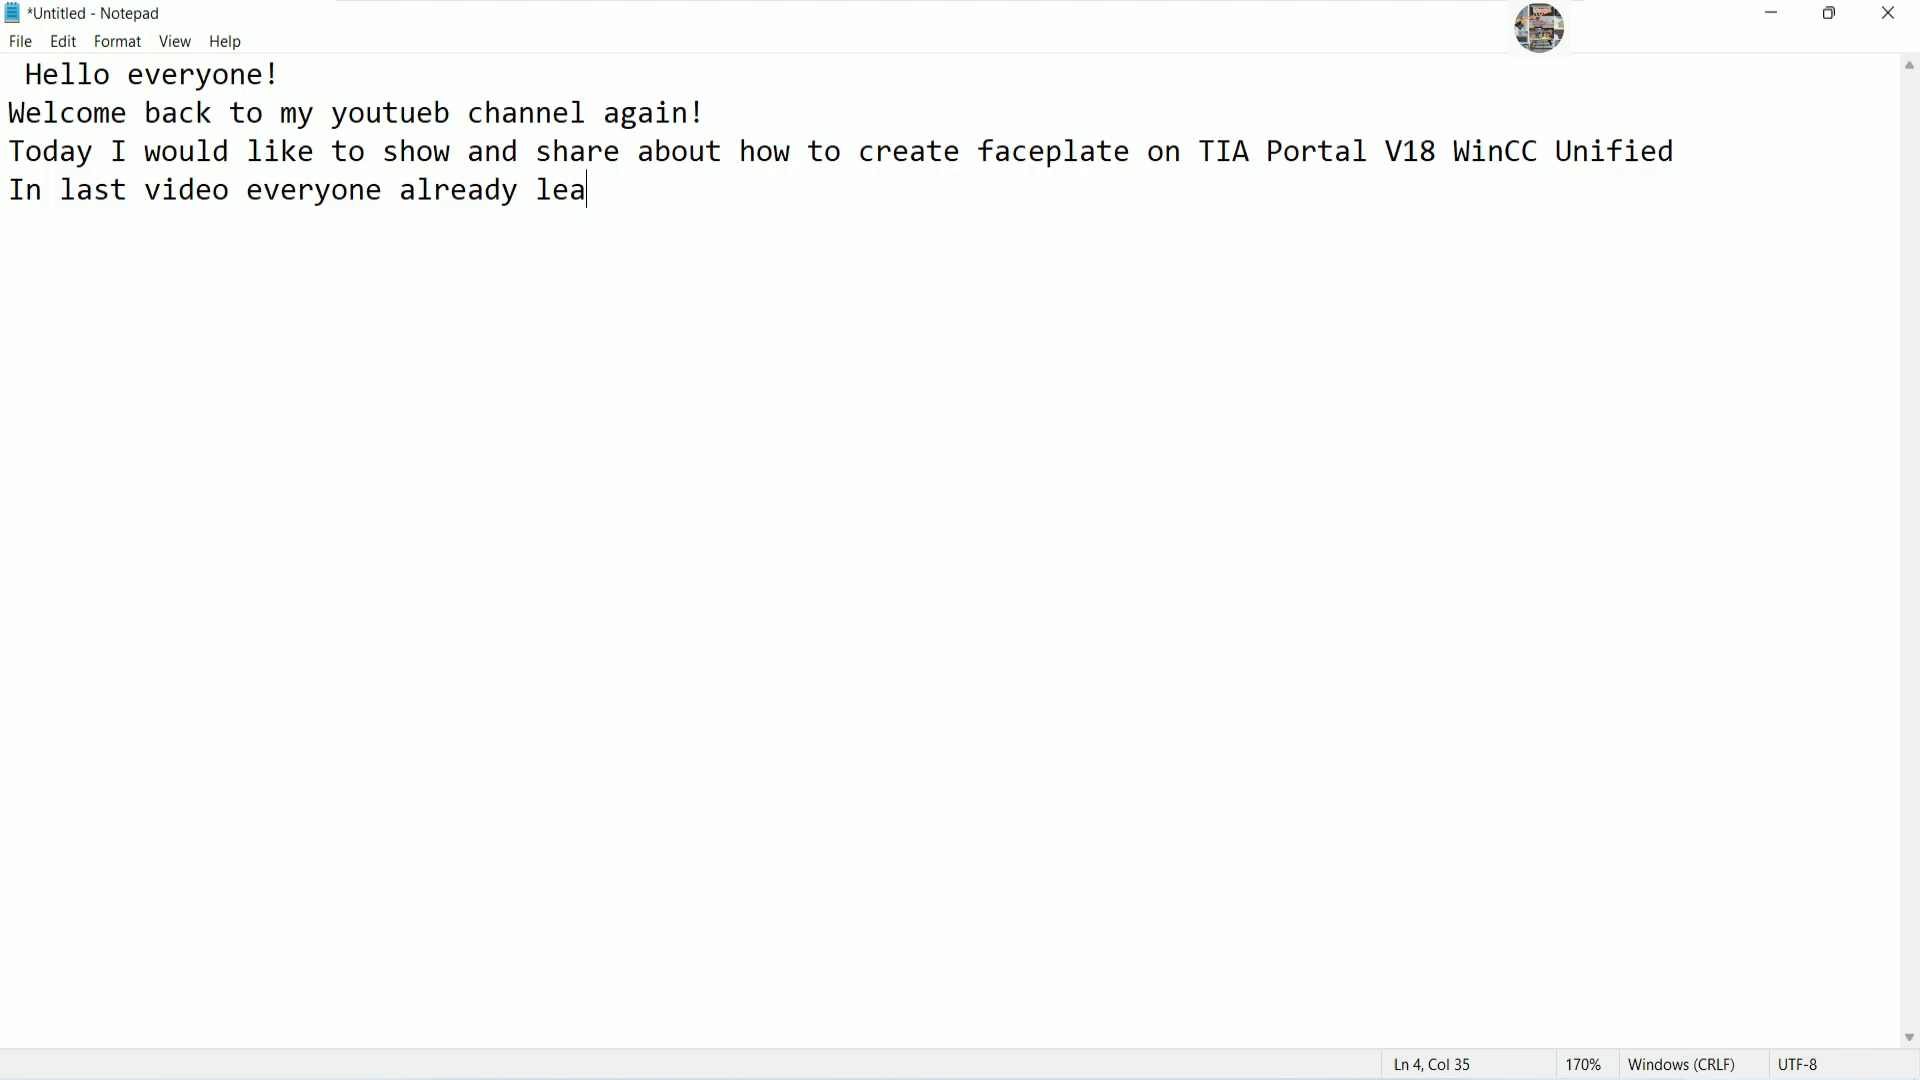 *Untitled - Notepad
File Edit Format View Help
Hello everyone!
Welcome back to my youtueb channel again!
Today I would like to show and share about how to create faceplate on TIA Portal V18 WinCC Unified
In last video everyone already lea
Ln 4, Col 35 170% Windows (CRLF) UTF-8